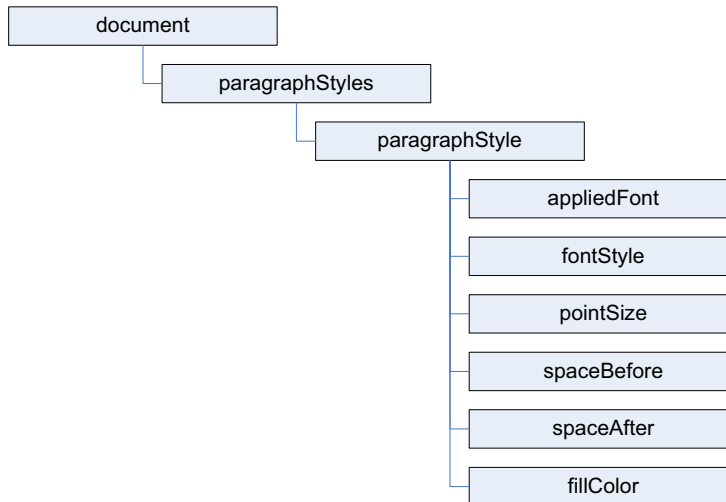 document
paragraphStyles
paragraphStyle
appliedFont
fontStyle
pointSize
spaceBefore
spaceAfter
fillColor